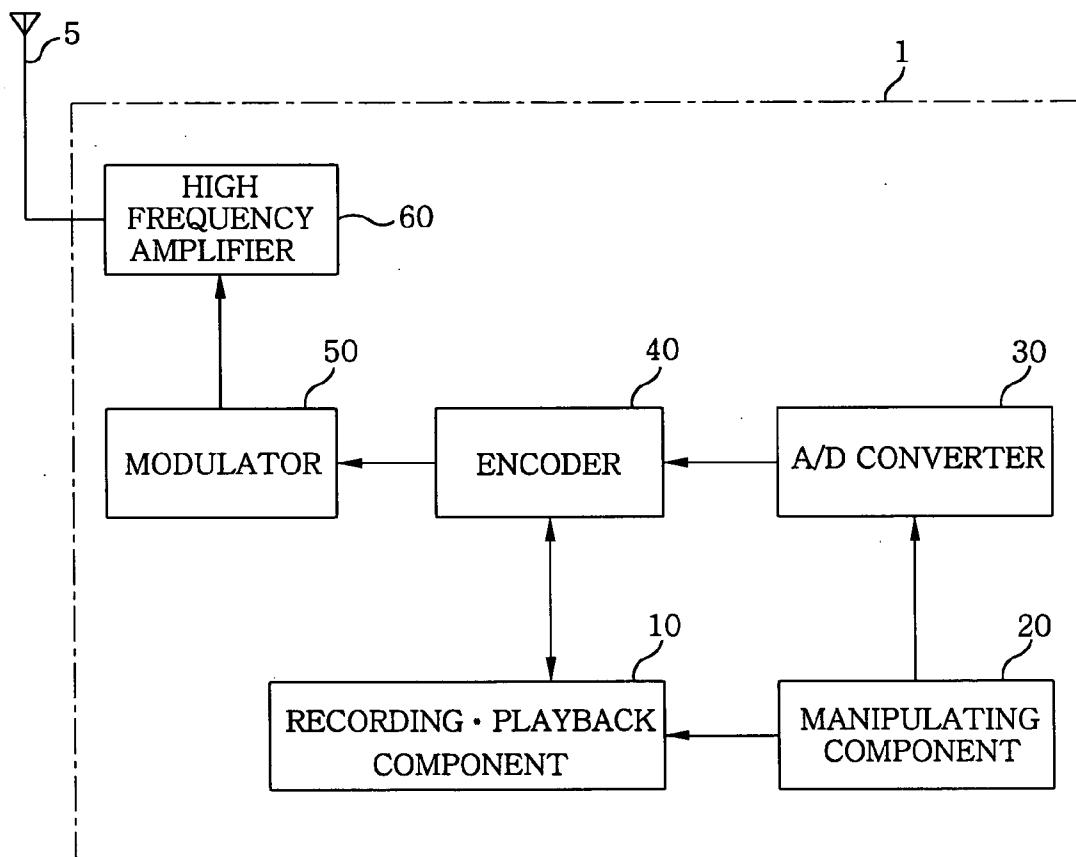 5
1
HIGH
FREQUENCY
AMPLIFIER
60
50
40
30
MODULATOR
ENCODER
A/D CONVERTER
10
20
RECORDING・PLAYBACK
COMPONENT
MANIPULATING
COMPONENT